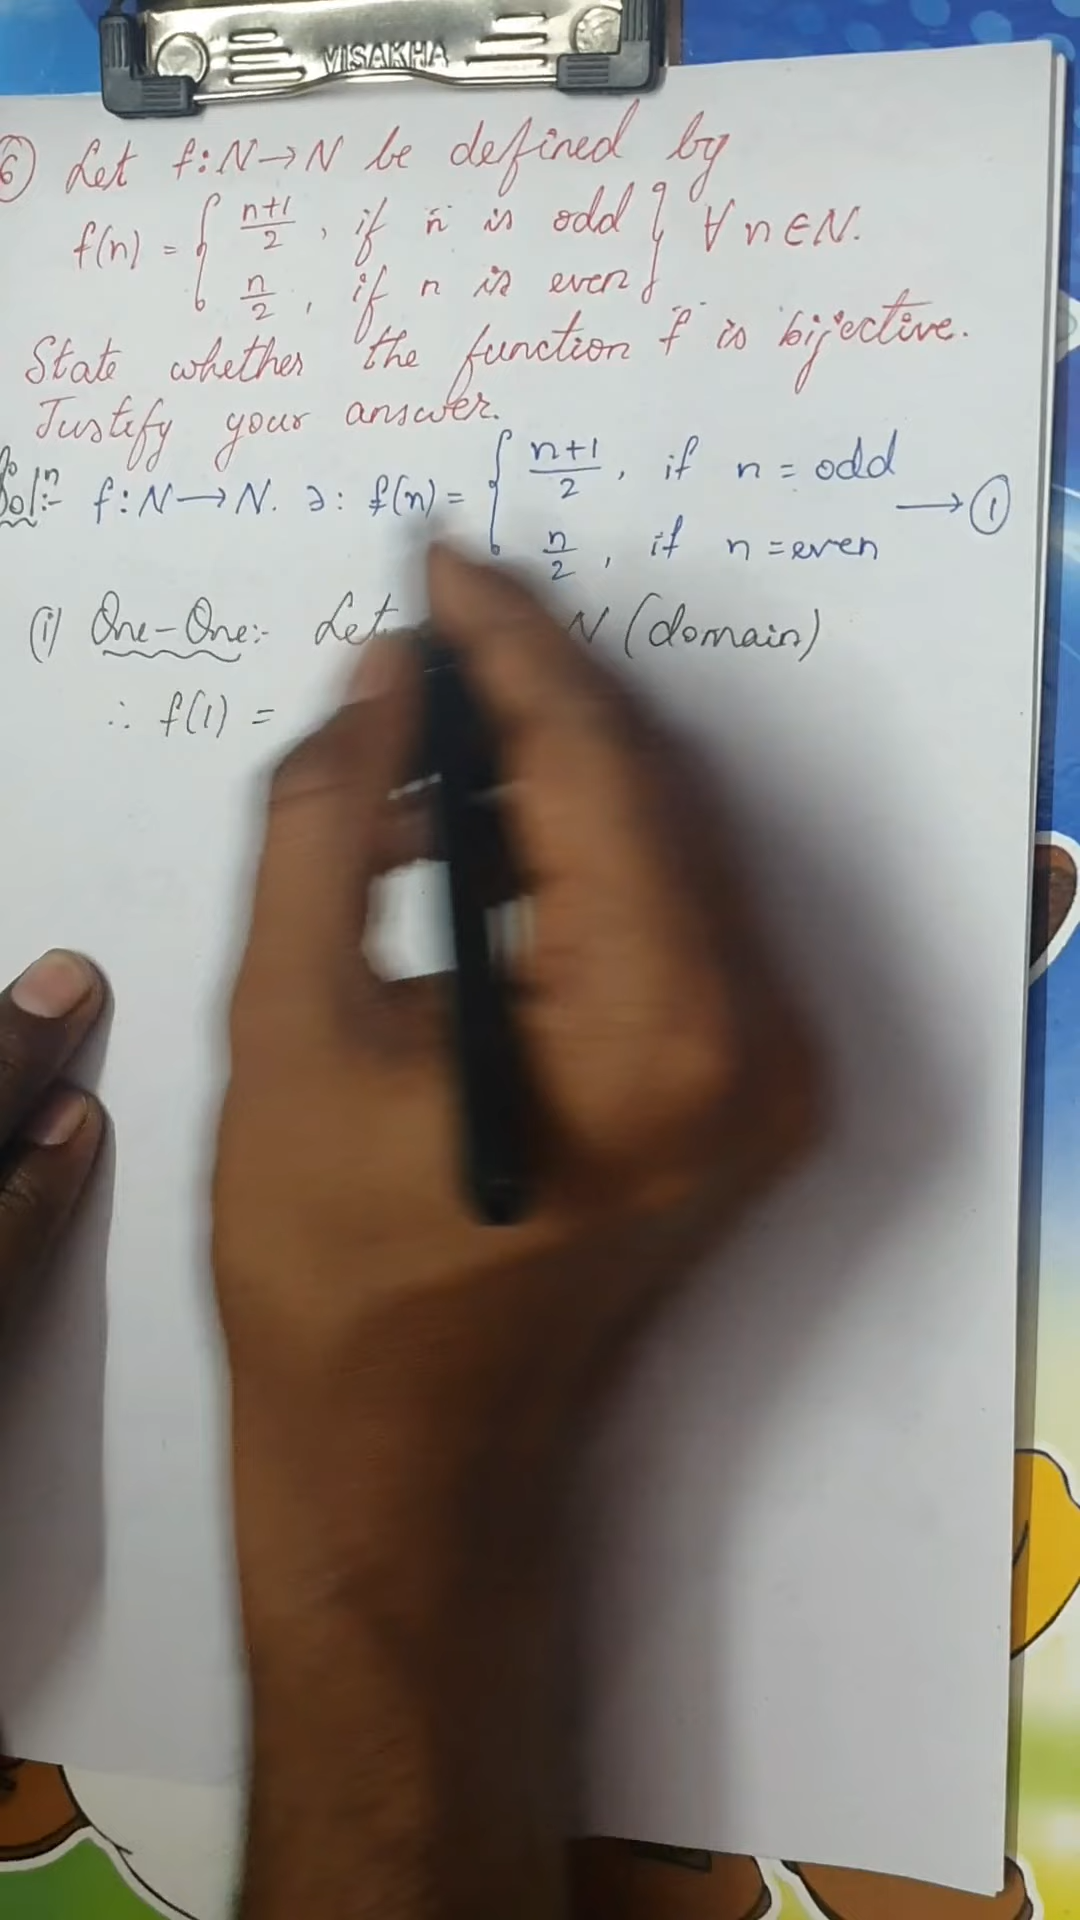 VISAKHA
6) Let f:N→N be defined by
f(n) = { (n+1)/2, if n is odd
n/2, if n is even } ∀ n∈N.
State whether the function f is bijective.
Justify your answer.
Soln:- f:N→N. ∋: f(n) = { (n+1)/2, if n = odd
n/2, if n = even → (1)
(i) One-One:- Let N (domain)
∴ f(1) =